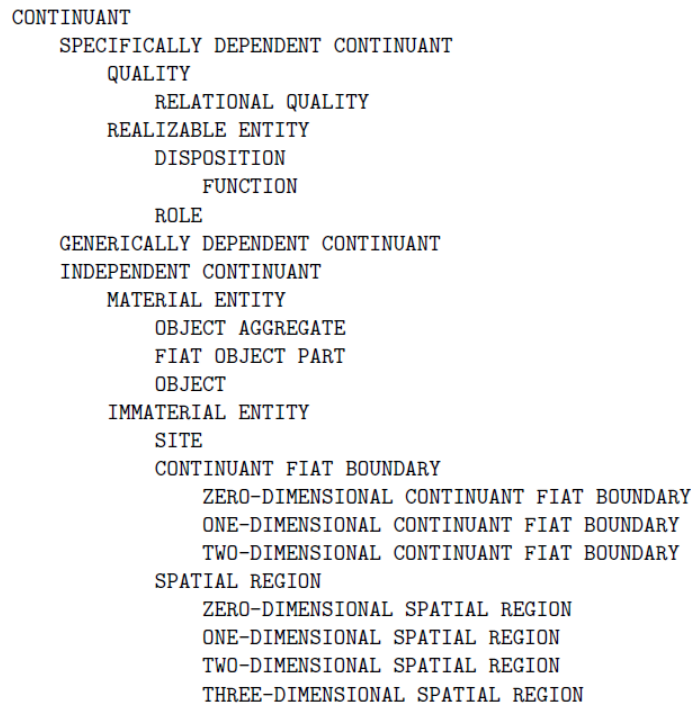 CONTINUANT
SPECIFICALLY DEPENDENT CONTINUANT
QUALITY
RELATIONAL QUALITY
REALIZABLE ENTITY
DISPOSITION
FUNCTION
ROLE
GENERICALLY DEPENDENT CONTINUANT
INDEPENDENT CONTINUANT
MATERIAL ENTITY
OBJECT AGGREGATE
FIAT OBJECT PART
OBJECT
IMMATERIAL ENTITY
SITE
CONTINUANT FIAT BOUNDARY
ZERO-DIMENSIONAL CONTINUANT FIAT BOUNDARY
ONE-DIMENSIONAL CONTINUANT FIAT BOUNDARY
TWO-DIMENSIONAL CONTINUANT FIAT BOUNDARY
SPATIAL REGION
ZERO-DIMENSIONAL SPATIAL REGION
ONE-DIMENSIONAL SPATIAL REGION
TWO-DIMENSIONAL SPATIAL REGION
THREE-DIMENSIONAL SPATIAL REGION